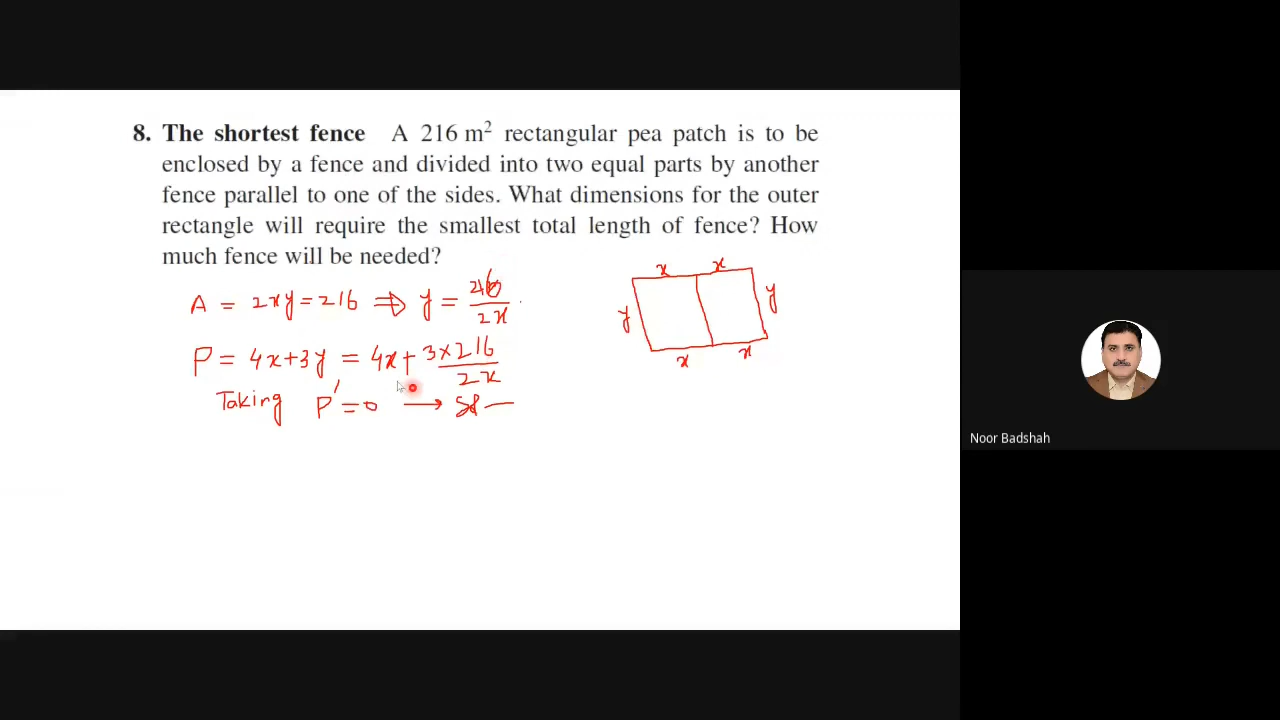 8. The shortest fence A 216 m² rectangular pea patch is to be
enclosed by a fence and divided into two equal parts by another
fence parallel to one of the sides. What dimensions for the outer
rectangle will require the smallest total length of fence? How
much fence will be needed?
x x
A = 2xy = 216 ⇒ y = 216/2x
y y
P = 4x+3y = 4x + 3×216/2x
x x
Taking P' = 0 →
Noor Badshah